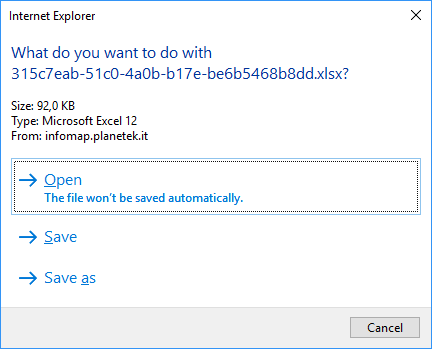 Internet Explorer
What do you want to do with
315c7eab-51c0-4a0b-b17e-be6b5468b8dd.xlsx?
Size: 92,0 KB
Type: Microsoft Excel 12
From: infomap.planetek.it
Open
The file won't be saved automatically.
Save
Save as
Cancel